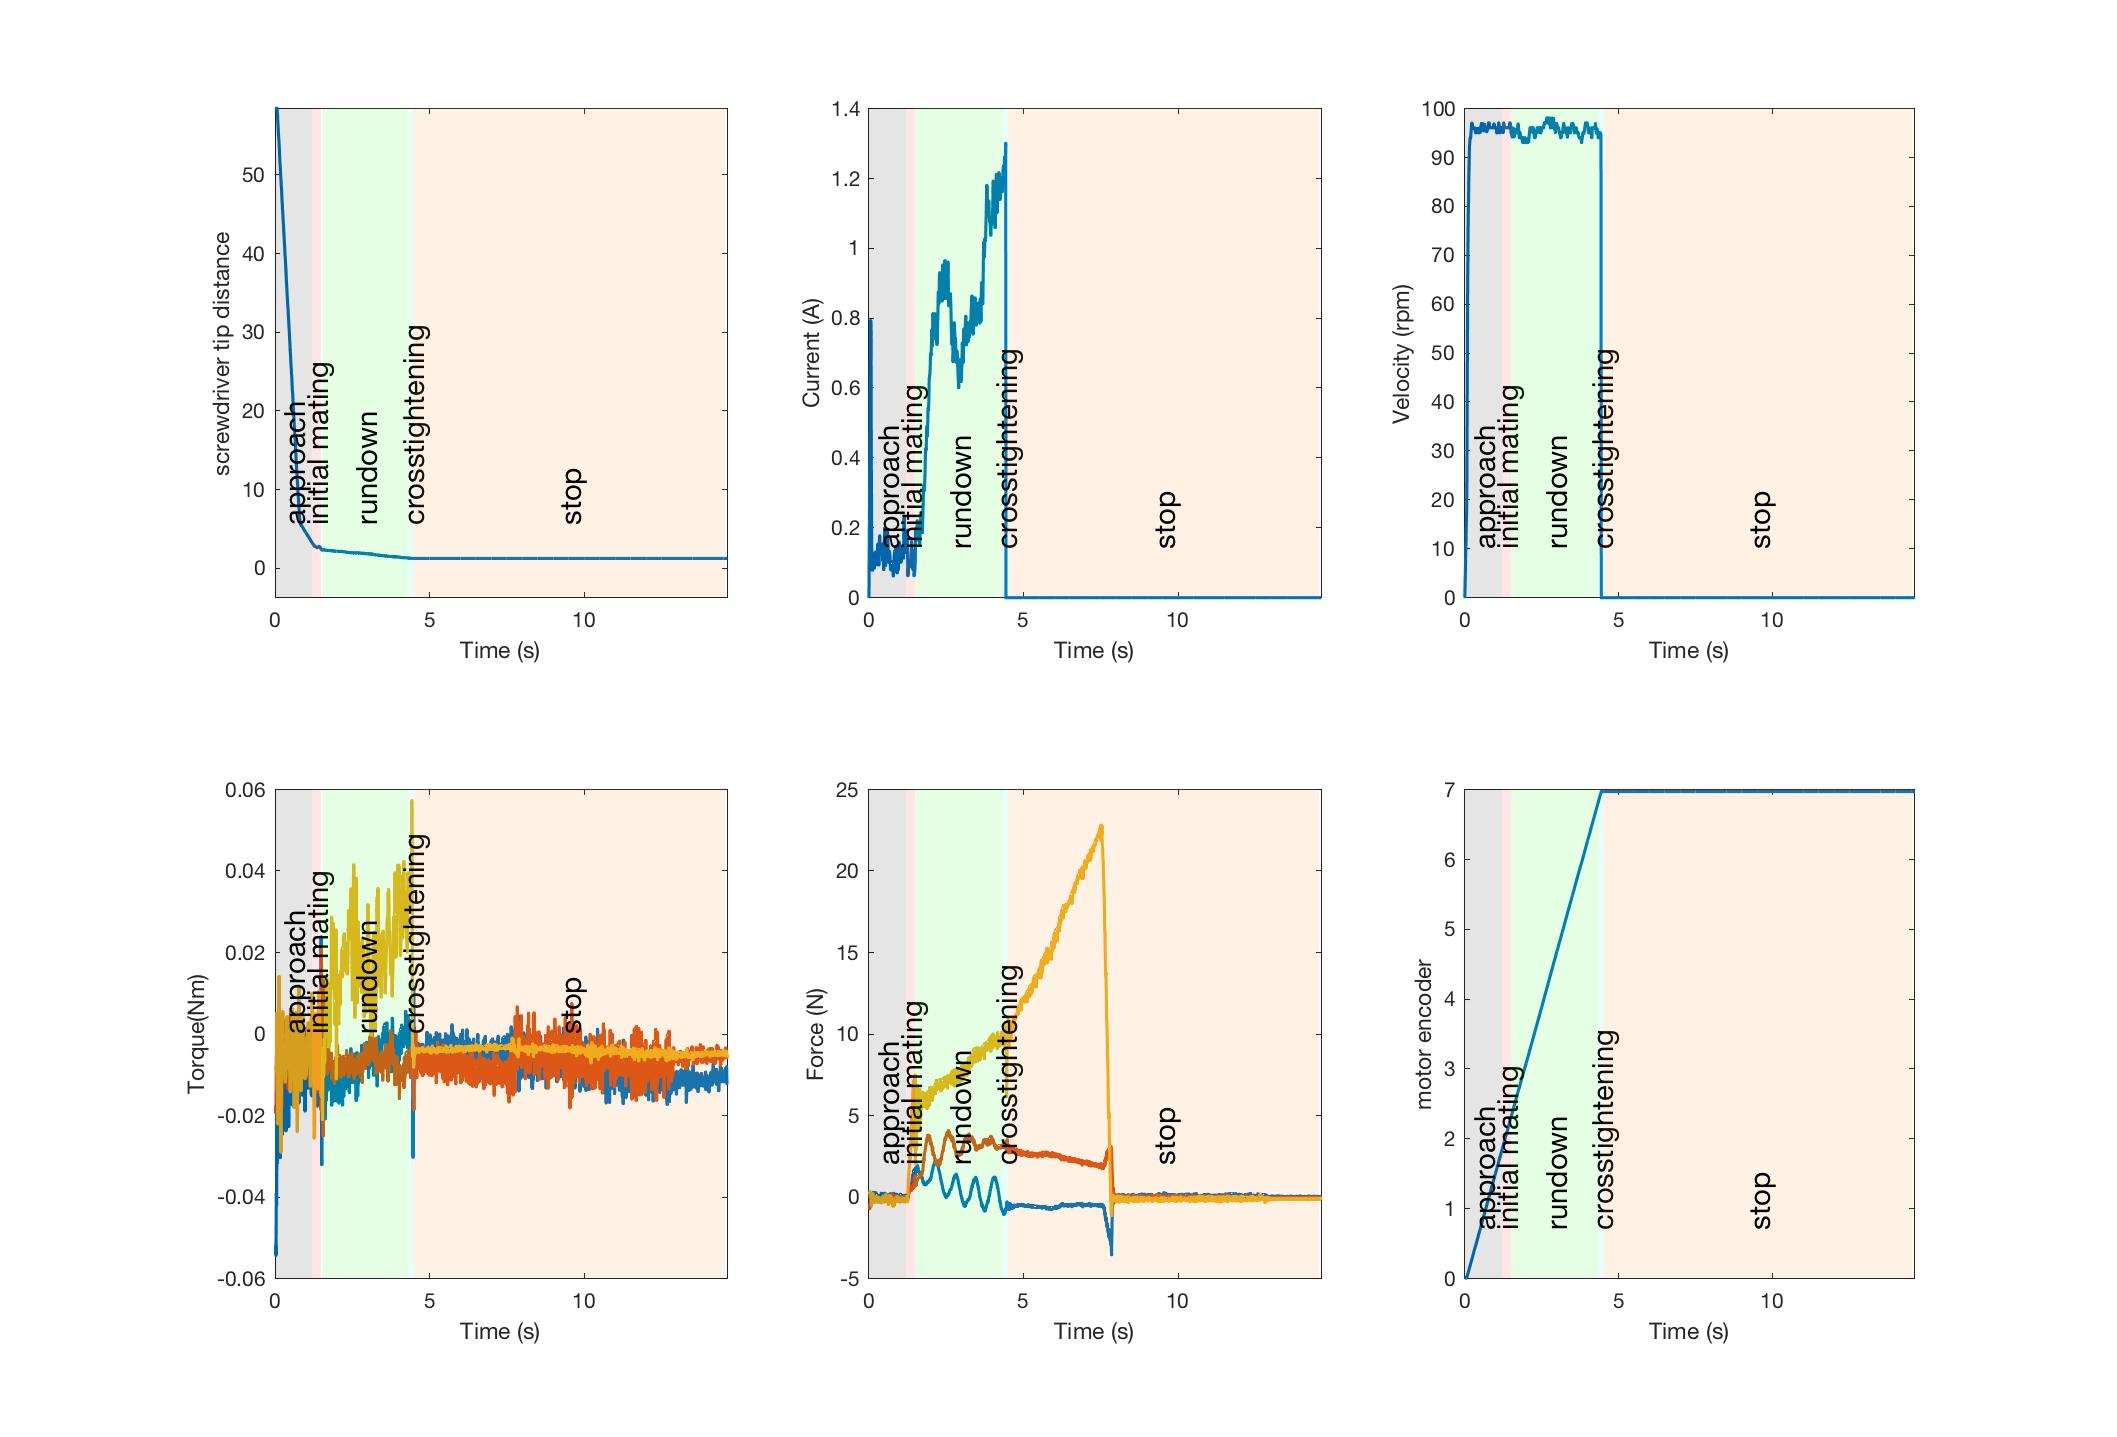 screwdriver tip distance
50
40
30
20
10
0
approach
initial mating
rundown
crosstightening
stop
0
5
10
Time (s)
Current (A)
1.4
1.2
1
0.8
0.6
0.4
0.2
0
approach
initial mating
rundown
crosstightening
stop
0
5
10
Time (s)
Velocity (rpm)
100
90
80
70
60
50
40
30
20
10
0
approach
initial mating
rundown
crosstightening
stop
0
5
10
Time (s)
Torque(Nm)
0.06
0.04
0.02
0
-0.02
-0.04
-0.06
approach
initial mating
rundown
crosstightening
stop
0
5
10
Time (s)
Force (N)
25
20
15
10
5
0
-5
approach
initial mating
rundown
crosstightening
stop
0
5
10
Time (s)
motor encoder
7
6
5
4
3
2
1
0
approach
initial mating
rundown
crosstightening
stop
0
5
10
Time (s)